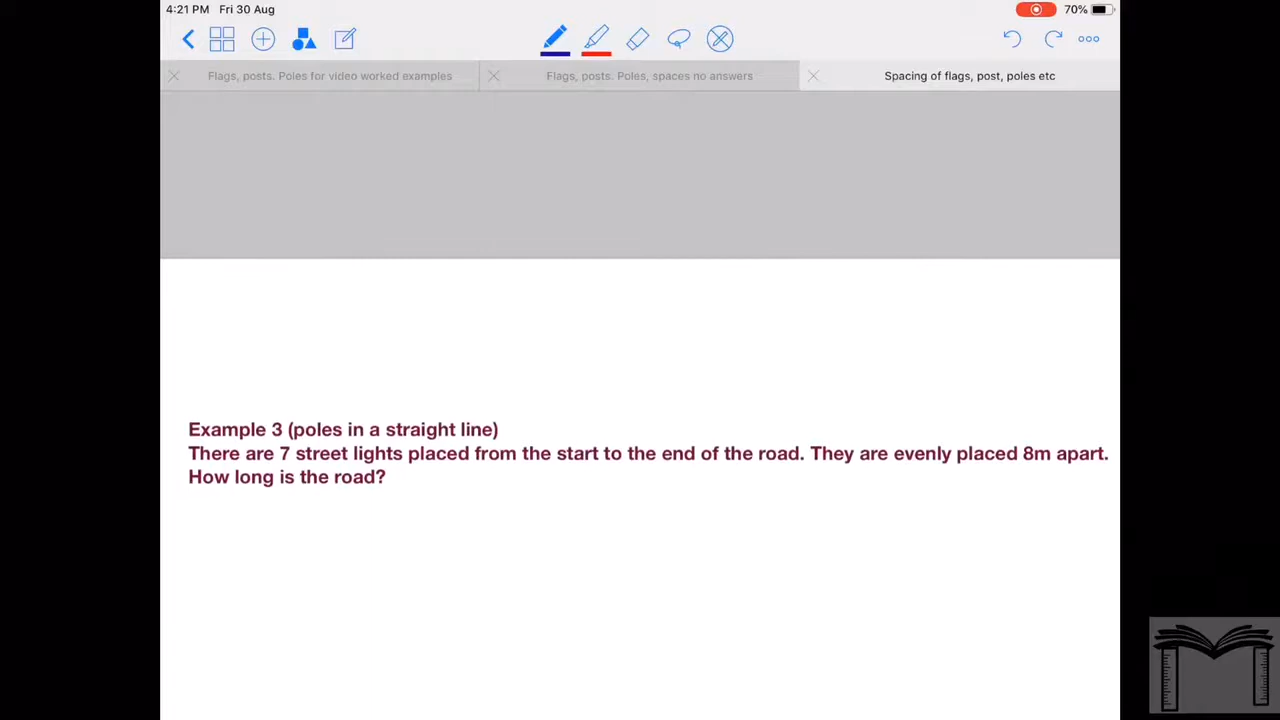 4:21 PM Fri 30 Aug
70%
Flags, posts. Poles for video worked examples
Flags, posts. Poles, spaces no answers
Spacing of flags, post, poles etc
Example 3 (poles in a straight line)
There are 7 street lights placed from the start to the end of the road. They are evenly placed 8m apart.
How long is the road?